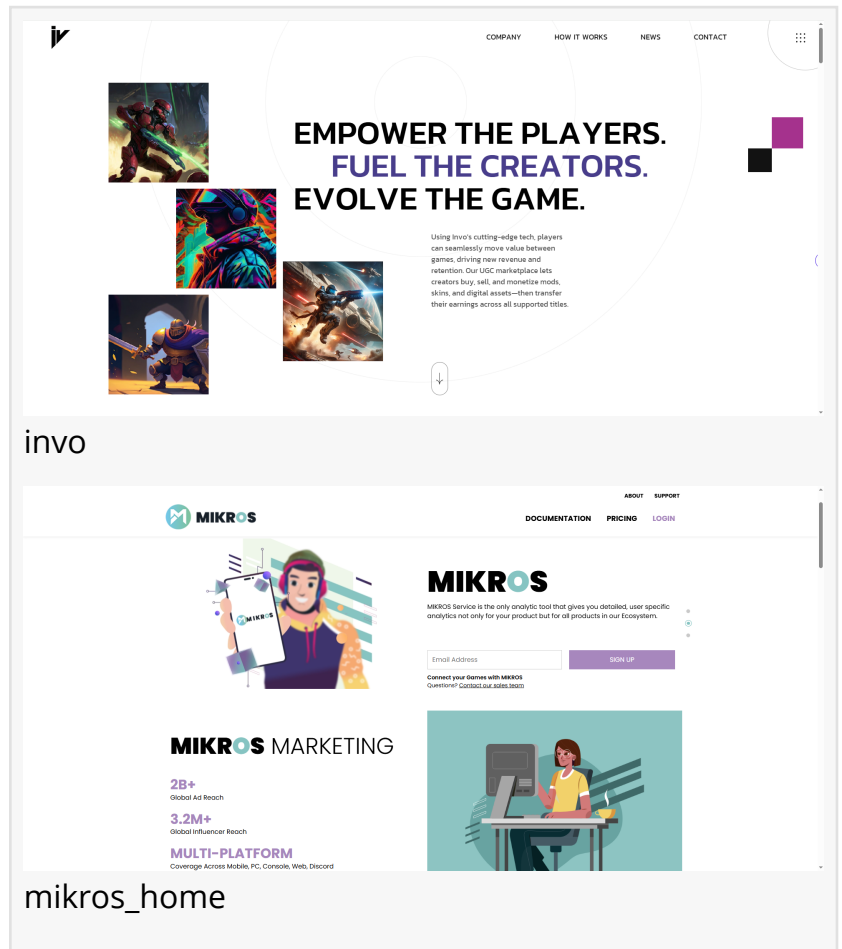 COMPANY HOW IT WORKS NEWS CONTACT
EMPOWER THE PLAYERS.
FUEL THE CREATORS.
EVOLVE THE GAME.
Using Invo's cutting-edge tech, players
can seamlessly move value between
games, driving new revenue and
retention. Our UGC marketplace lets
creators buy, sell, and monetize mods,
skins, and digital assets—then transfer
their earnings across all supported titles.
invo
ABOUT SUPPORT
MIKROS
DOCUMENTATION PRICING LOGIN
MIKROS
MIKROS
MIKROS Service is the only analytic tool that gives you detailed, user specific
analytics not only for your product but for all products in our Ecosystem.
Email Address SIGN UP
Connect your Games with MIKROS
Questions? Contact our sales team
MIKROS MARKETING
2B+
Global Ad Reach
3.2M+
Global Influencer Reach
MULTI-PLATFORM
Coverage Across Mobile, PC, Console, Web, Discord
mikros_home